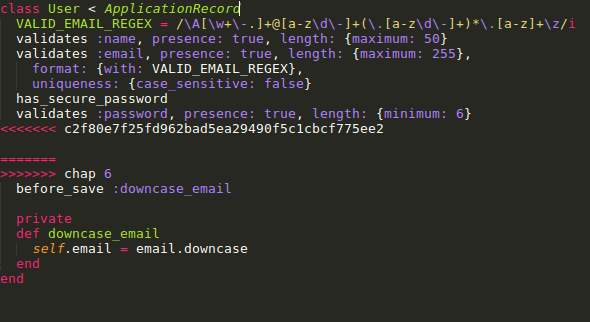 class User < ApplicationRecord
  VALID_EMAIL_REGEX = /\A[\w+\-.]+@[a-z\d\-]+(\.[a-z\d\-]+)*\.[a-z]+\z/i
  validates :name, presence: true, length: {maximum: 50}
  validates :email, presence: true, length: {maximum: 255},
    format: {with: VALID_EMAIL_REGEX},
    uniqueness: {case_sensitive: false}
  has_secure_password
  validates :password, presence: true, length: {minimum: 6}
<<<<<<< c2f80e7f25fd962bad5ea29490f5c1cbcf775ee2
=======
>>>>>>> chap 6
  before_save :downcase_email
  private
  def downcase_email
    self.email = email.downcase
  end
end